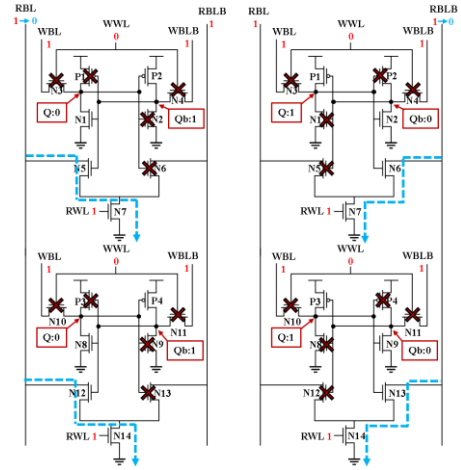 RBL RBLB RBL RBLB
1→0 WWL 1 1 WWL 1→0
WBL 0 WBLB WBL 0 WBLB
1 1 1 1
P1 P2 P1 P2
N3 N4 N3 N4
Q:0 Qb:1 Q:1 Qb:0
N1 N2 N1 N2
N5 N6 N5 N6
RWL 1 N7 RWL 1 N7
WBL WWL WBLB WBL WWL WBLB
1 0 1 1 0 1
P3 P4 P3 P4
N10 N11 N10 N11
Q:0 Qb:1 Q:1 Qb:0
N8 N9 N8 N9
N12 N13 N12 N13
RWL 1 N14 RWL 1 N14